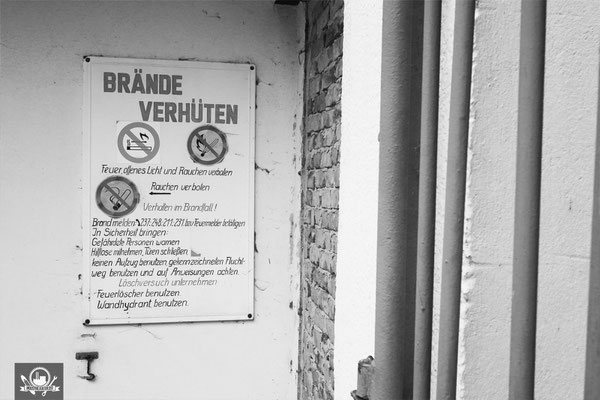 BRÄNDE
VERHÜTEN
Feuer, offenes Licht und Rauchen verboten
Rauchen verboten
Verhalten im Brandfall!
Brand melden 237; 248; 211; 231 bzw Feuermelder betätigen
In Sicherheit bringen
Gefährdete Personen warnen
Hilflose mitnehmen, Türen schließen,
keinen Aufzug benutzen, gekennzeichneten Flucht-
weg benutzen und auf Anweisungen achten.
Löschversuch unternehmen
Feuerlöscher benutzen
Wandhydrant benutzen.